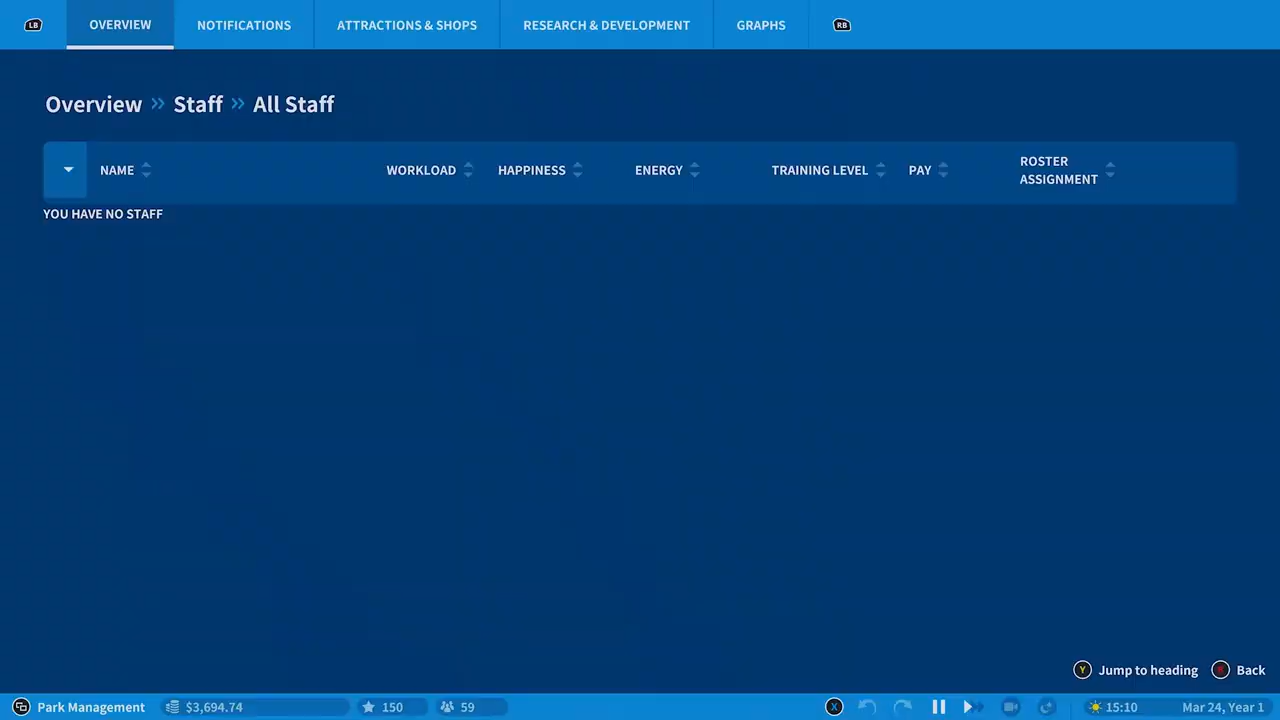 LB OVERVIEW NOTIFICATIONS ATTRACTIONS & SHOPS RESEARCH & DEVELOPMENT GRAPHS RB
Overview » Staff » All Staff
NAME WORKLOAD HAPPINESS ENERGY TRAINING LEVEL PAY ROSTER
ASSIGNMENT
YOU HAVE NO STAFF
Y Jump to heading B Back
Park Management $3,694.74 150 59 X 15:10 Mar 24, Year 1